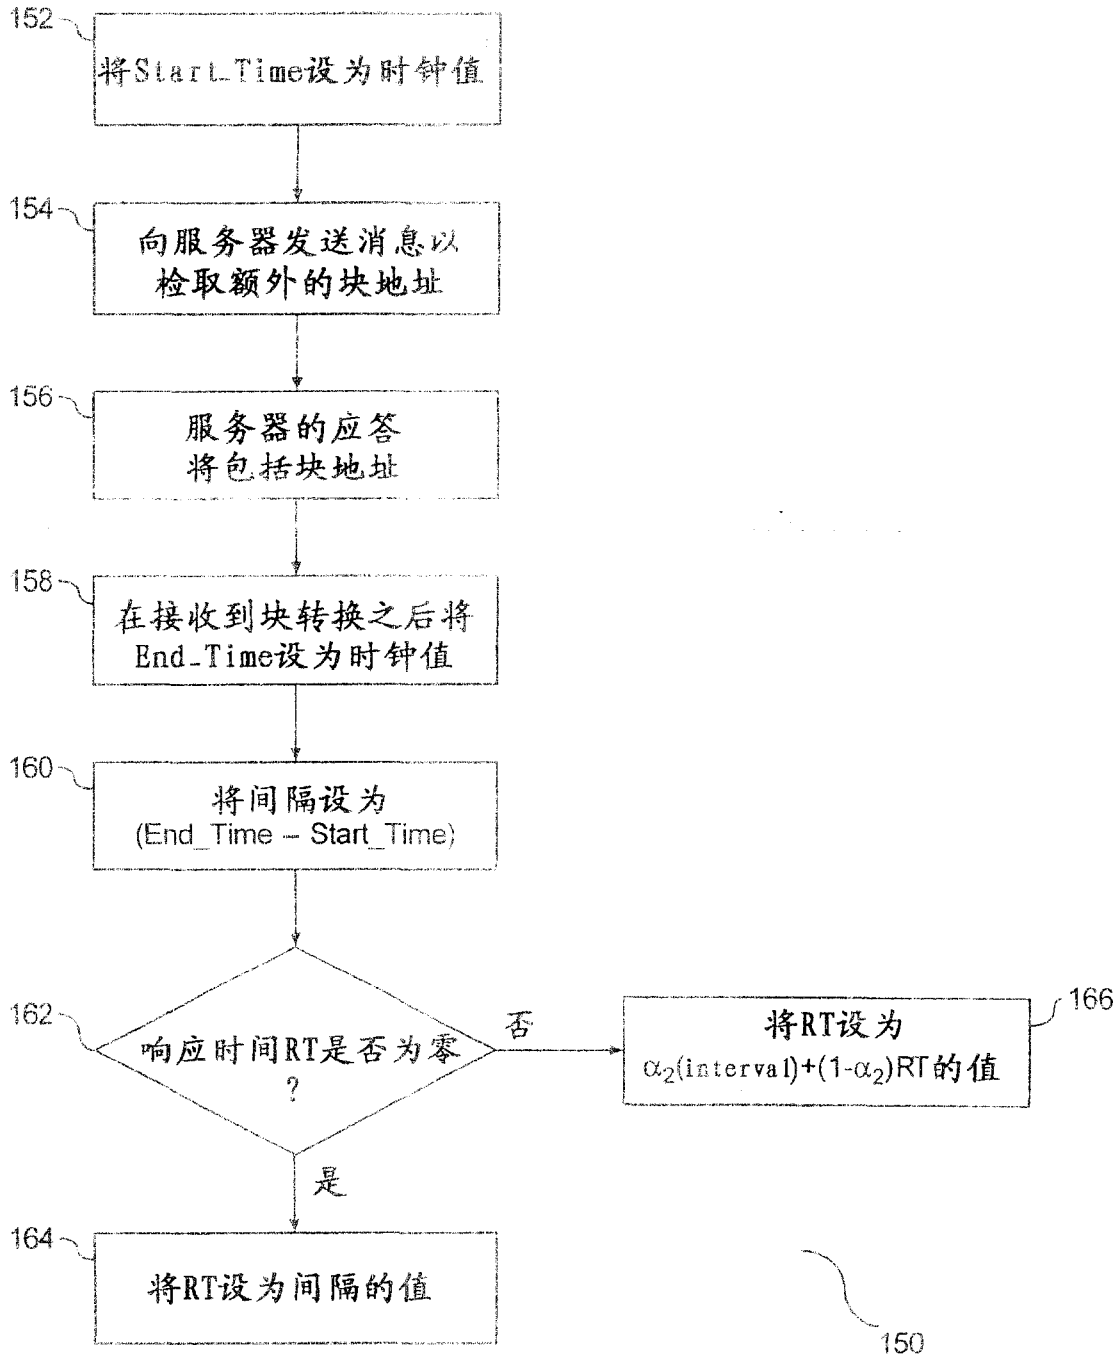 152
将Start_Time设为时钟值
154
向服务器发送消息以
检取额外的块地址
156
服务器的应答
将包括块地址
158
在接收到块转换之后将
End_Time设为时钟值
160
将间隔设为
(End_Time – Start_Time)
162
响应时间RT是否为零
?
否
166
将RT设为
α₂(interval)+(1-α₂)RT的值
是
164
将RT设为间隔的值
150